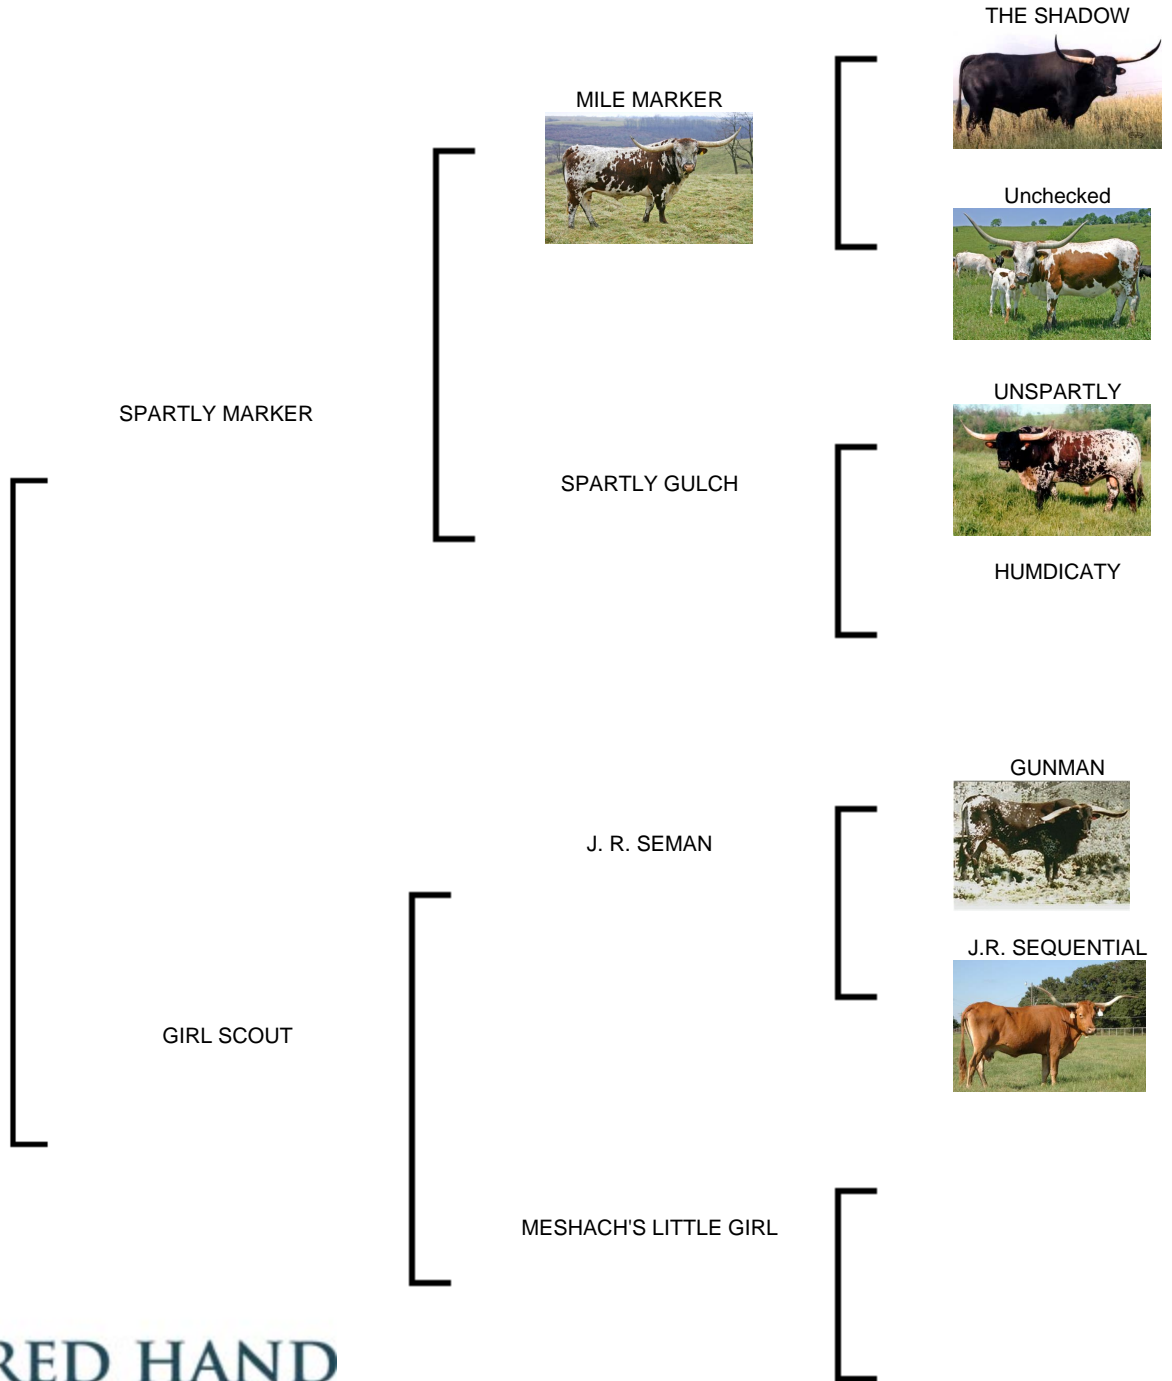 THE SHADOW
MILE MARKER
Unchecked
UNSPARTLY
SPARTLY MARKER
SPARTLY GULCH
HUMDICATY
GUNMAN
J. R. SEMAN
J.R. SEQUENTIAL
GIRL SCOUT
MESHACH'S LITTLE GIRL
RED HAND